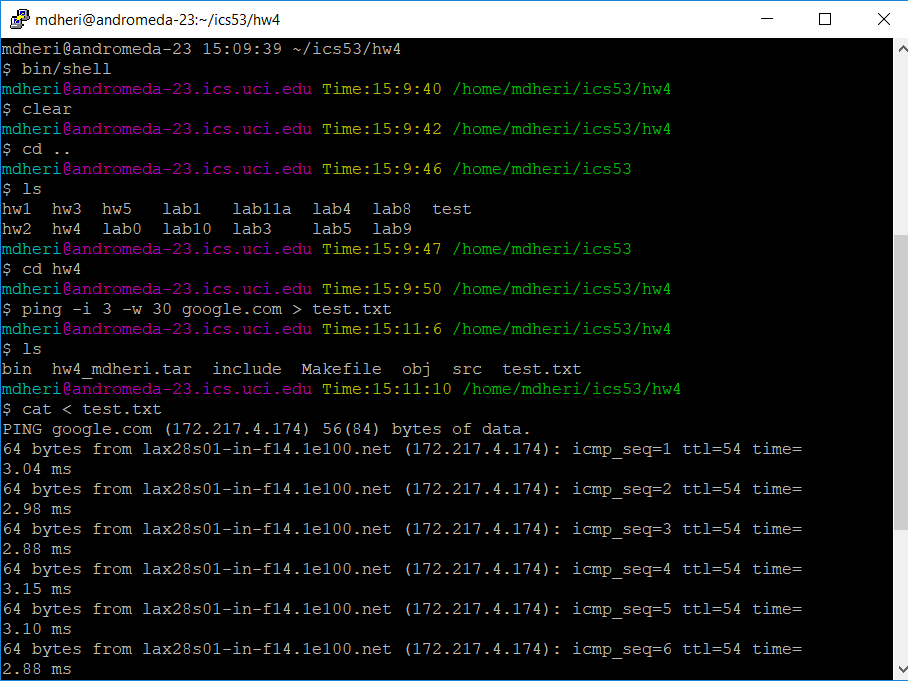 mdheri@andromeda-23:~/ics53/hw4
mdheri@andromeda-23 15:09:39 ~/ics53/hw4
$ bin/shell
mdheri@andromeda-23.ics.uci.edu Time:15:9:40 /home/mdheri/ics53/hw4
$ clear
mdheri@andromeda-23.ics.uci.edu Time:15:9:42 /home/mdheri/ics53/hw4
$ cd ..
mdheri@andromeda-23.ics.uci.edu Time:15:9:46 /home/mdheri/ics53
$ ls
hw1  hw3  hw5   lab1   lab11a  lab4  lab8  test
hw2  hw4  lab0  lab10  lab3    lab5  lab9
mdheri@andromeda-23.ics.uci.edu Time:15:9:47 /home/mdheri/ics53
$ cd hw4
mdheri@andromeda-23.ics.uci.edu Time:15:9:50 /home/mdheri/ics53/hw4
$ ping -i 3 -w 30 google.com > test.txt
mdheri@andromeda-23.ics.uci.edu Time:15:11:6 /home/mdheri/ics53/hw4
$ ls
bin  hw4_mdheri.tar  include  Makefile  obj  src  test.txt
mdheri@andromeda-23.ics.uci.edu Time:15:11:10 /home/mdheri/ics53/hw4
$ cat < test.txt
PING google.com (172.217.4.174) 56(84) bytes of data.
64 bytes from lax28s01-in-f14.1e100.net (172.217.4.174): icmp_seq=1 ttl=54 time=
3.04 ms
64 bytes from lax28s01-in-f14.1e100.net (172.217.4.174): icmp_seq=2 ttl=54 time=
2.98 ms
64 bytes from lax28s01-in-f14.1e100.net (172.217.4.174): icmp_seq=3 ttl=54 time=
2.88 ms
64 bytes from lax28s01-in-f14.1e100.net (172.217.4.174): icmp_seq=4 ttl=54 time=
3.15 ms
64 bytes from lax28s01-in-f14.1e100.net (172.217.4.174): icmp_seq=5 ttl=54 time=
3.10 ms
64 bytes from lax28s01-in-f14.1e100.net (172.217.4.174): icmp_seq=6 ttl=54 time=
2.88 ms